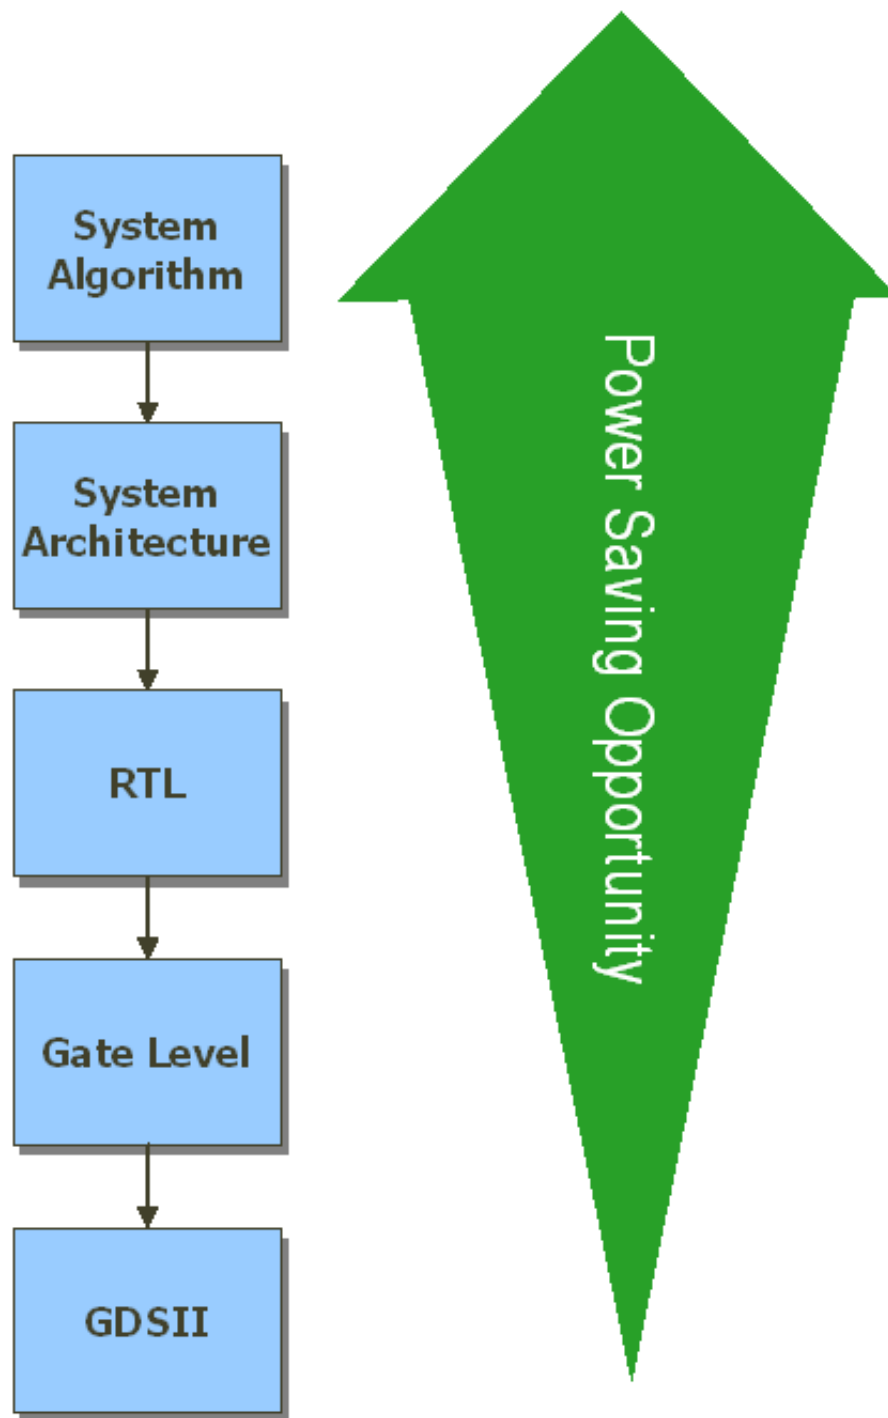 System
Algorithm
System
Architecture
RTL
Gate Level
GDSII
Power Saving Opportunity